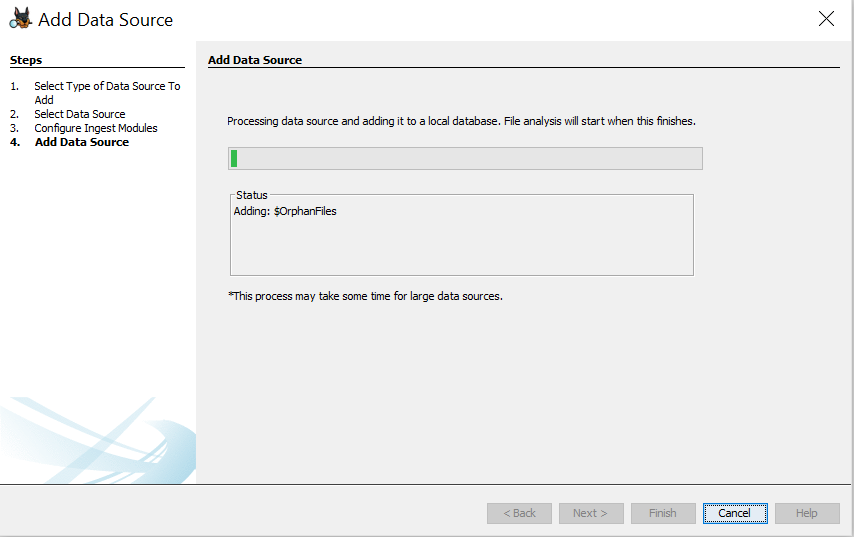 Add Data Source
Steps
1. Select Type of Data Source To
Add
2. Select Data Source
3. Configure Ingest Modules
4. Add Data Source
Add Data Source
Processing data source and adding it to a local database. File analysis will start when this finishes.
Status
Adding: $OrphanFiles
*This process may take some time for large data sources.
< Back
Next >
Finish
Cancel
Help